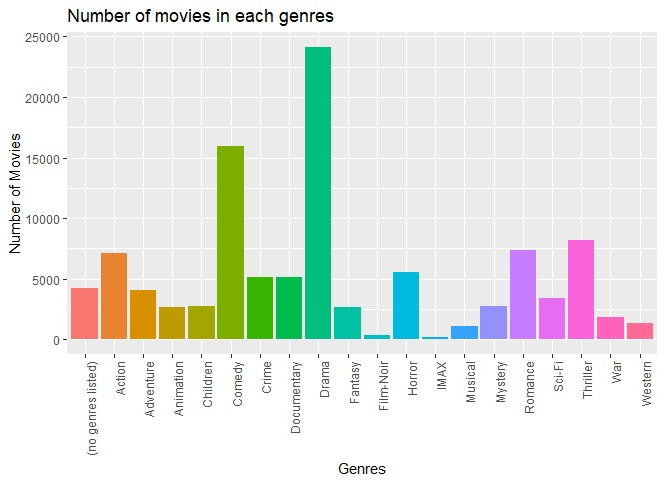 Number of movies in each genres
Number of Movies
25000
20000
15000
10000
5000
0
(no genres listed)
Action
Adventure
Animation
Children
Comedy
Crime
Documentary
Drama
Fantasy
Film-Noir
Horror
IMAX
Musical
Mystery
Romance
Sci-Fi
Thriller
War
Western
Genres